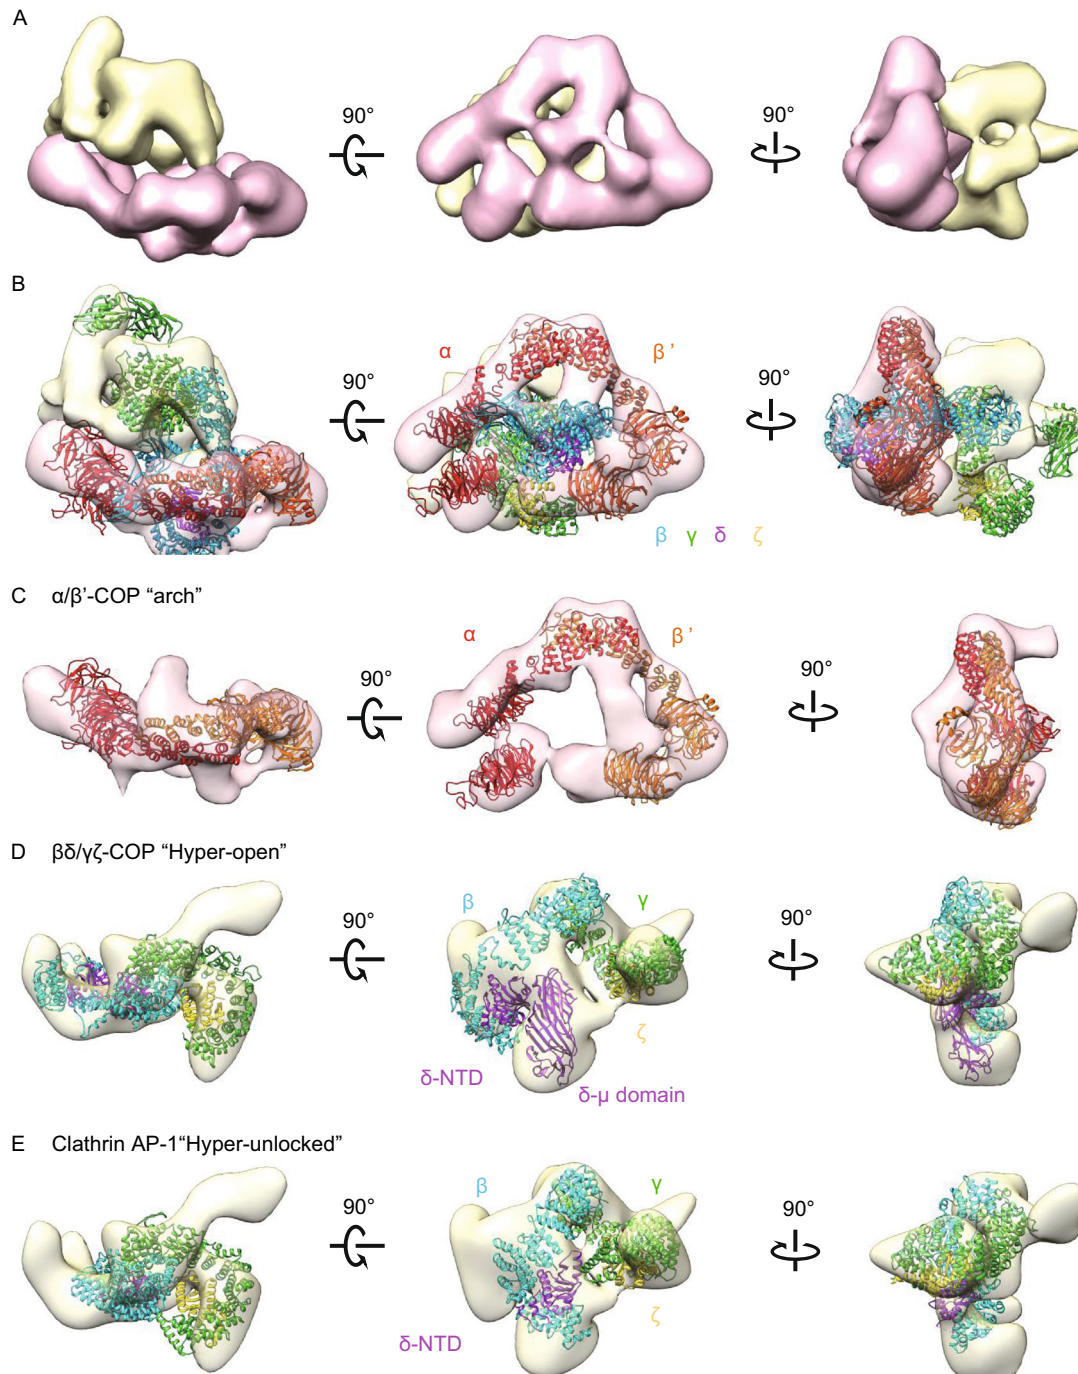 A
90°
90°
B
α
β'
90°
90°
β γ δ ζ
C α/β’-COP “arch”
α
β'
90°
90°
D βδ/γζ-COP “Hyper-open”
β
γ
90°
90°
ζ
δ-NTD
δ-μ domain
E Clathrin AP-1“Hyper-unlocked”
β
γ
90°
90°
ζ
δ-NTD